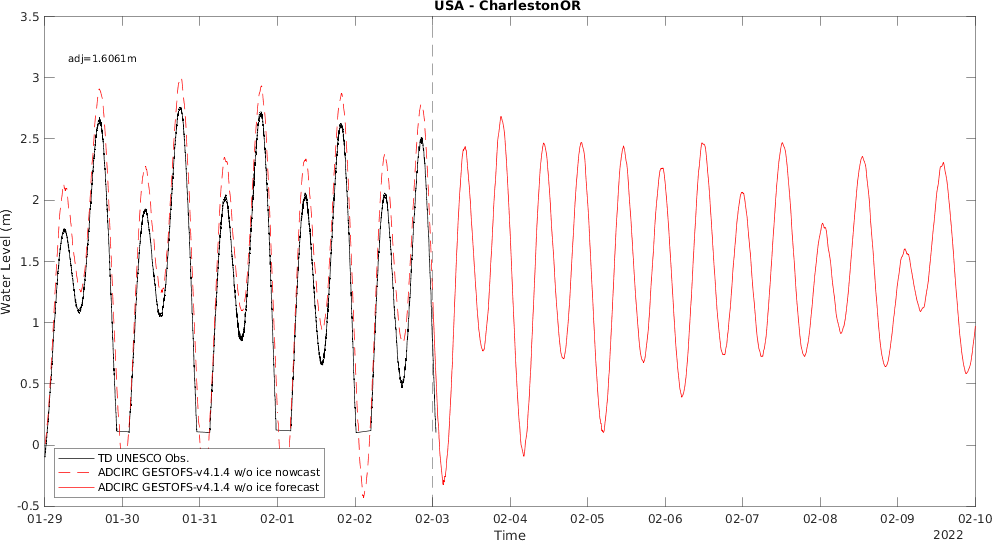 USA - CharlestonOR
3.5
3
2.5
2
1.5
1
0.5
0
-0.5
Water Level (m)
adj=1.6061m
TD UNESCO Obs.
ADCIRC GESTOFS-v4.1.4 w/o ice nowcast
ADCIRC GESTOFS-v4.1.4 w/o ice forecast
01-29 01-30 01-31 02-01 02-02 02-03 02-04 02-05 02-06 02-07 02-08 02-09 02-10
Time
2022